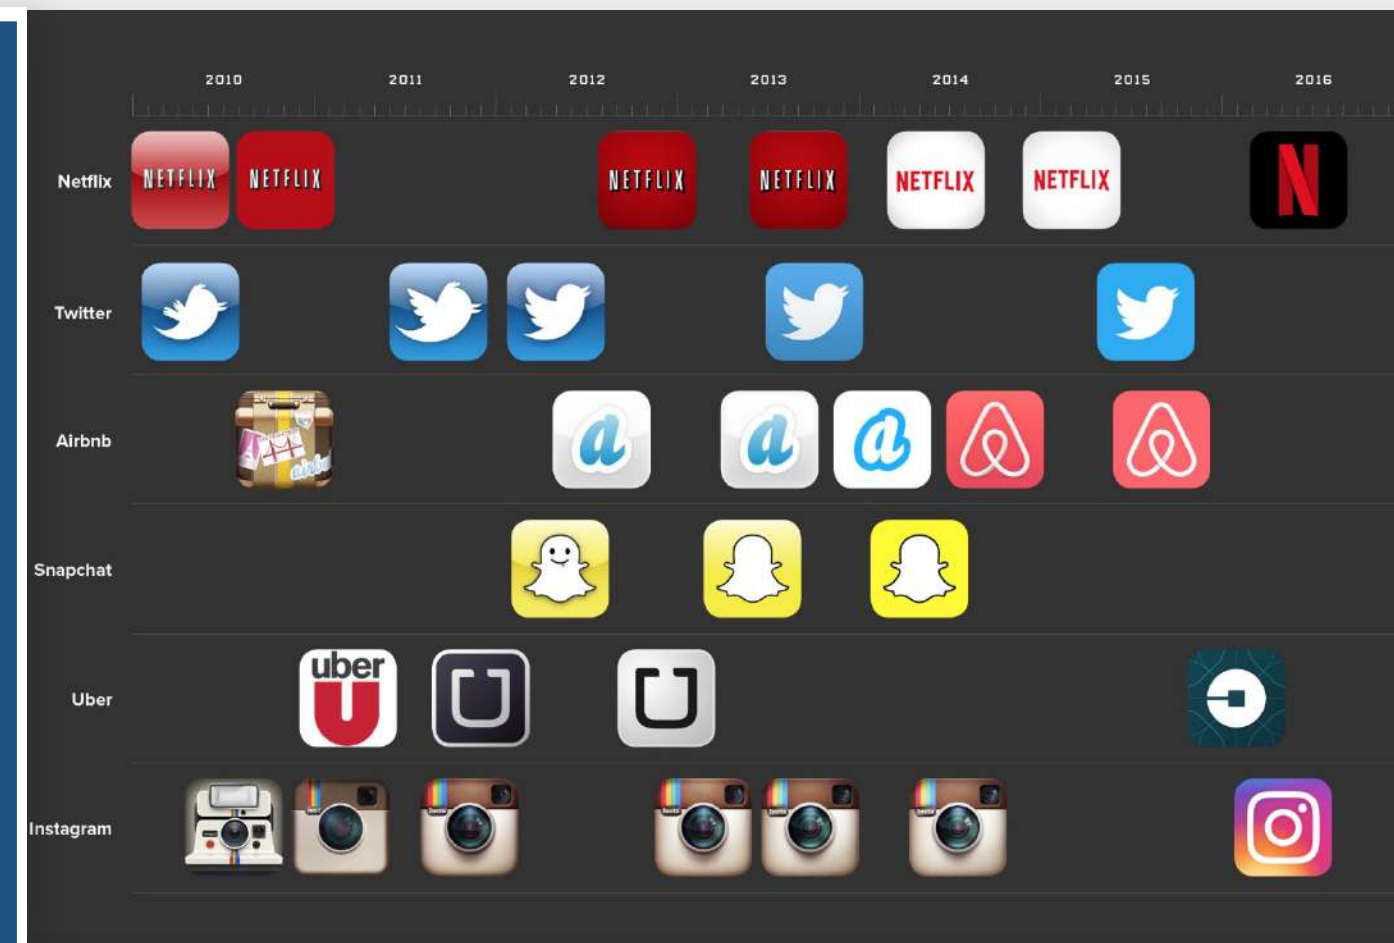 2010 2011 2012 2013 2014 2015 2016
Netflix
NETFLIX NETFLIX NETFLIX NETFLIX NETFLIX NETFLIX N
Twitter
Airbnb
airb
a a a
Snapchat
Uber
uber
U
Instagram